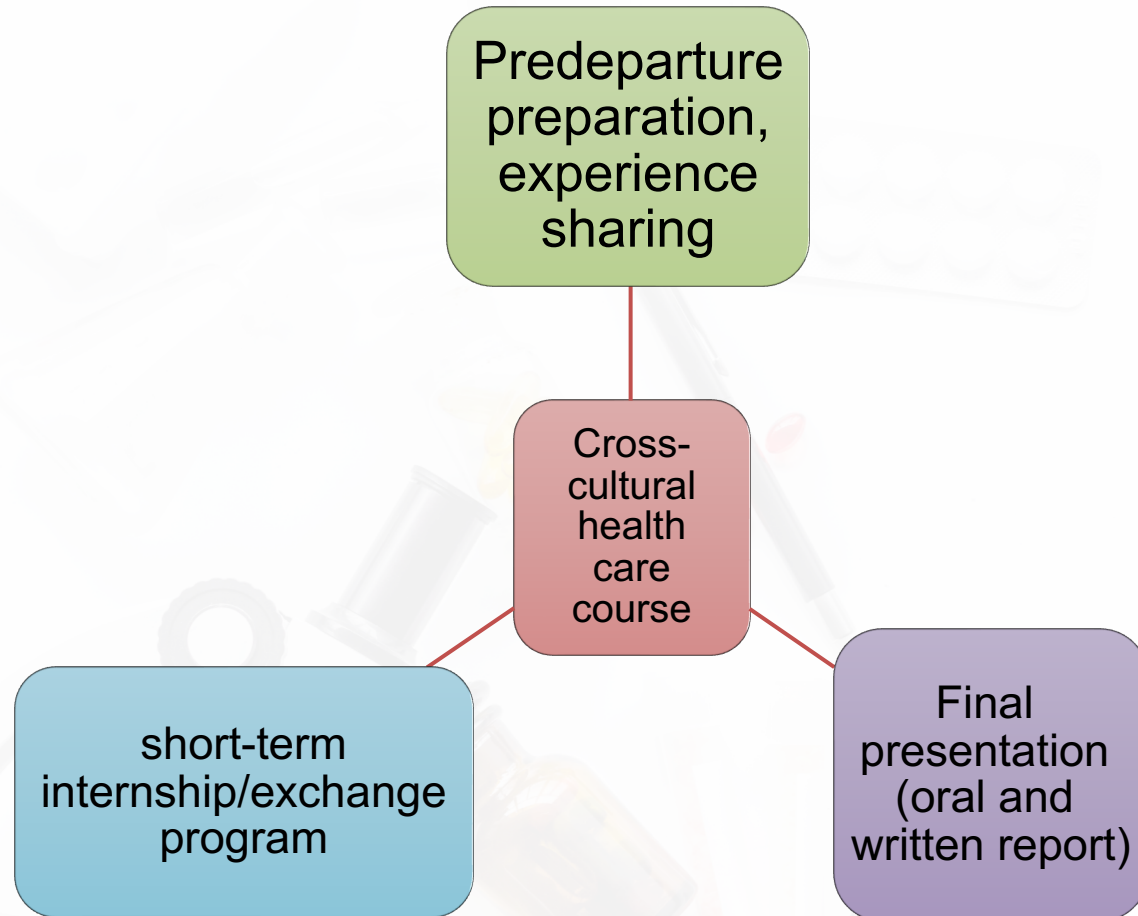 Predeparture
preparation,
experience
sharing
Cross-
cultural
health
care
course
short-term
internship/exchange
program
Final
presentation
(oral and
written report)